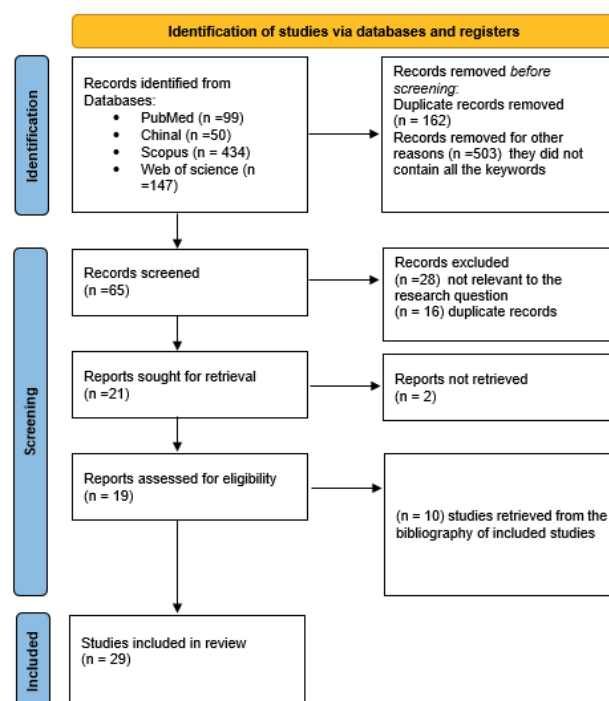 Identification of studies via databases and registers
Identification
Records identified from
Databases:
• PubMed (n =99)
• Chinal (n =50)
• Scopus (n = 434)
• Web of science (n
=147)
Records removed before
screening:
Duplicate records removed
(n = 162)
Records removed for other
reasons (n =503) they did not
contain all the keywords
Screening
Records screened
(n =65)
Records excluded
(n =28) not relevant to the
research question
(n = 16) duplicate records
Reports sought for retrieval
(n =21)
Reports not retrieved
(n = 2)
Reports assessed for eligibility
(n = 19)
(n = 10) studies retrieved from the
bibliography of included studies
Included
Studies included in review
(n = 29)